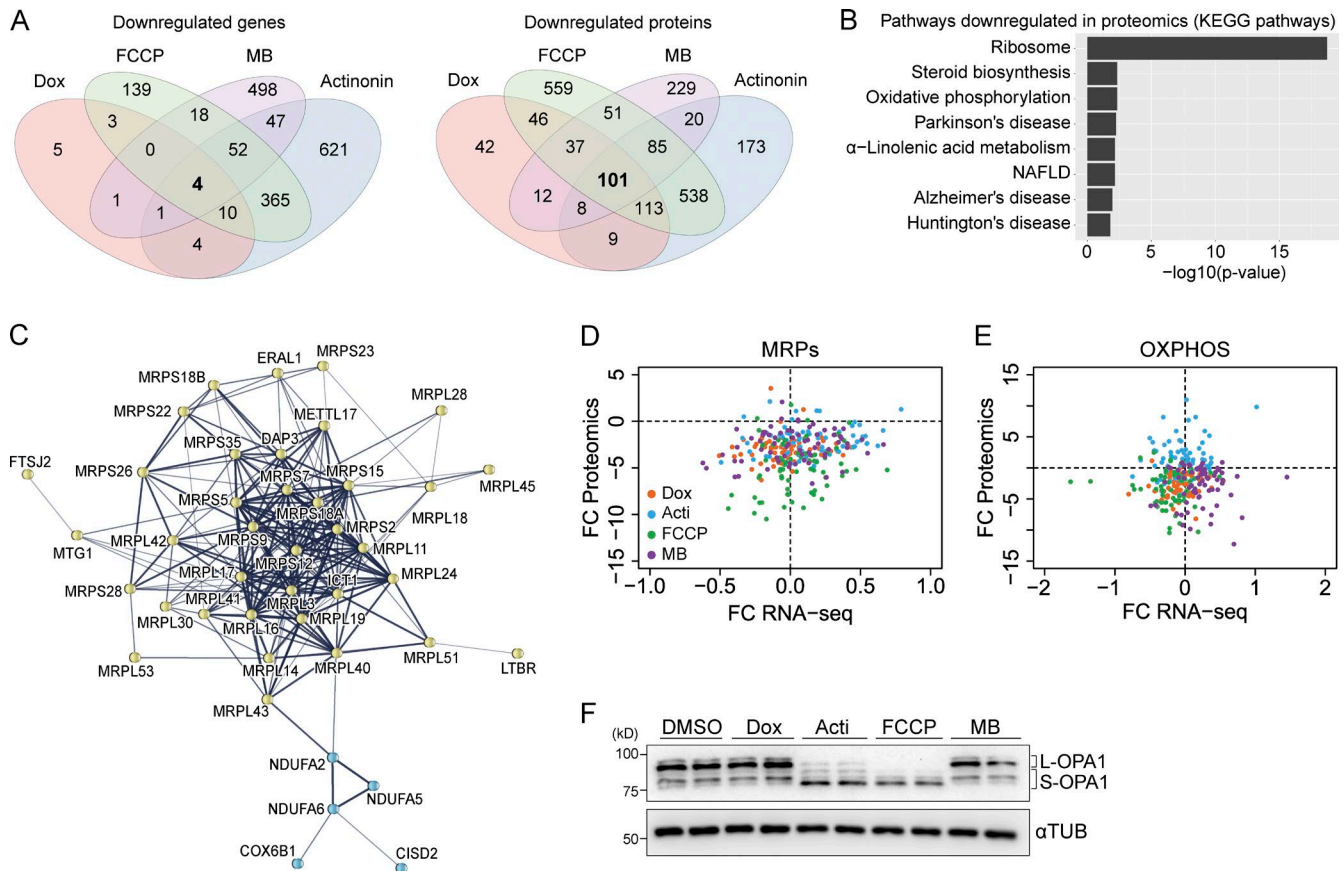 A
Downregulated genes
Dox
FCCP
MB
Actinonin
139
498
3
18
47
5
0
52
621
4
1
1
10
365
4
Downregulated proteins
Dox
FCCP
MB
Actinonin
559
229
46
51
20
42
37
85
173
101
12
8
113
538
9
B
Pathways downregulated in proteomics (KEGG pathways)
Ribosome
Steroid biosynthesis
Oxidative phosphorylation
Parkinson's disease
α−Linolenic acid metabolism
NAFLD
Alzheimer's disease
Huntington's disease
0 5 10 15
−log10(p-value)
C
MRPS23
ERAL1
MRPS18B
MRPL28
MRPS22
METTL17
MRPS35
DAP3
FTSJ2
MRPS26
MRPS7
MRPS15
MRPL45
MRPS5
MRPS18A
MRPL18
MRPS9
MRPS2
MTG1
MRPL42
MRPS12
MRPL11
MRPL17
ICT1
MRPL24
MRPS28
MRPL41
MRPL3
MRPL30
MRPL16
MRPL19
MRPL53
MRPL14
MRPL40
MRPL51
LTBR
MRPL43
NDUFA2
NDUFA5
NDUFA6
COX6B1
CISD2
D
MRPs
FC Proteomics
5
0
−5
−10
−15
Dox
Acti
FCCP
MB
−1.0 −0.5 0.0 0.5 1.0
FC RNA−seq
E
OXPHOS
FC Proteomics
15
5
−5
−15
−2 −1 0 1 2
FC RNA−seq
F
(kD)
DMSO Dox Acti FCCP MB
100
75
L-OPA1
S-OPA1
50
αTUB